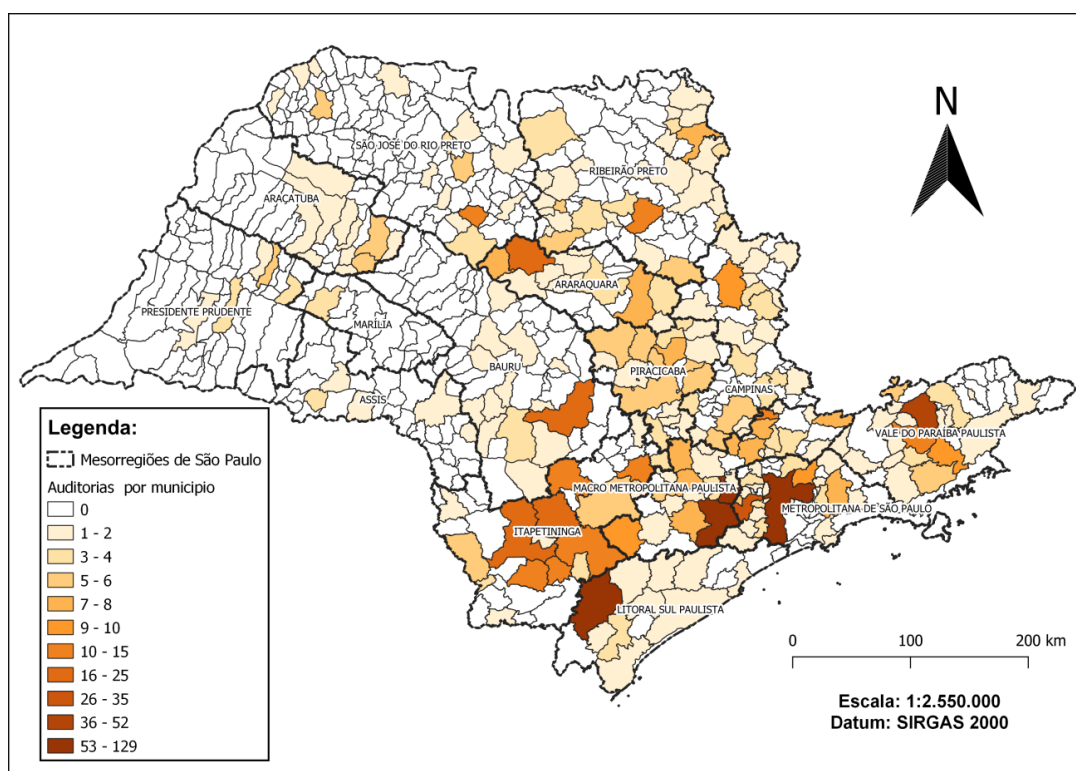 N
SÃO JOSÉ DO RIO PRETO
RIBEIRÃO PRETO
ARAÇATUBA
ARARAQUARA
PRESIDENTE PRUDENTE
MARÍLIA
BAURU
PIRACICABA
CAMPINAS
ASSIS
VALE DO PARAÍBA PAULISTA
MACRO METROPOLITANA PAULISTA
METROPOLITANA DE SÃO PAULO
ITAPETININGA
LITORAL SUL PAULISTA
Legenda:
Mesorregiões de São Paulo
Auditorias por municipio
0
1 - 2
3 - 4
5 - 6
7 - 8
9 - 10
10 - 15
16 - 25
26 - 35
36 - 52
53 - 129
0 100 200 km
Escala: 1:2.550.000
Datum: SIRGAS 2000